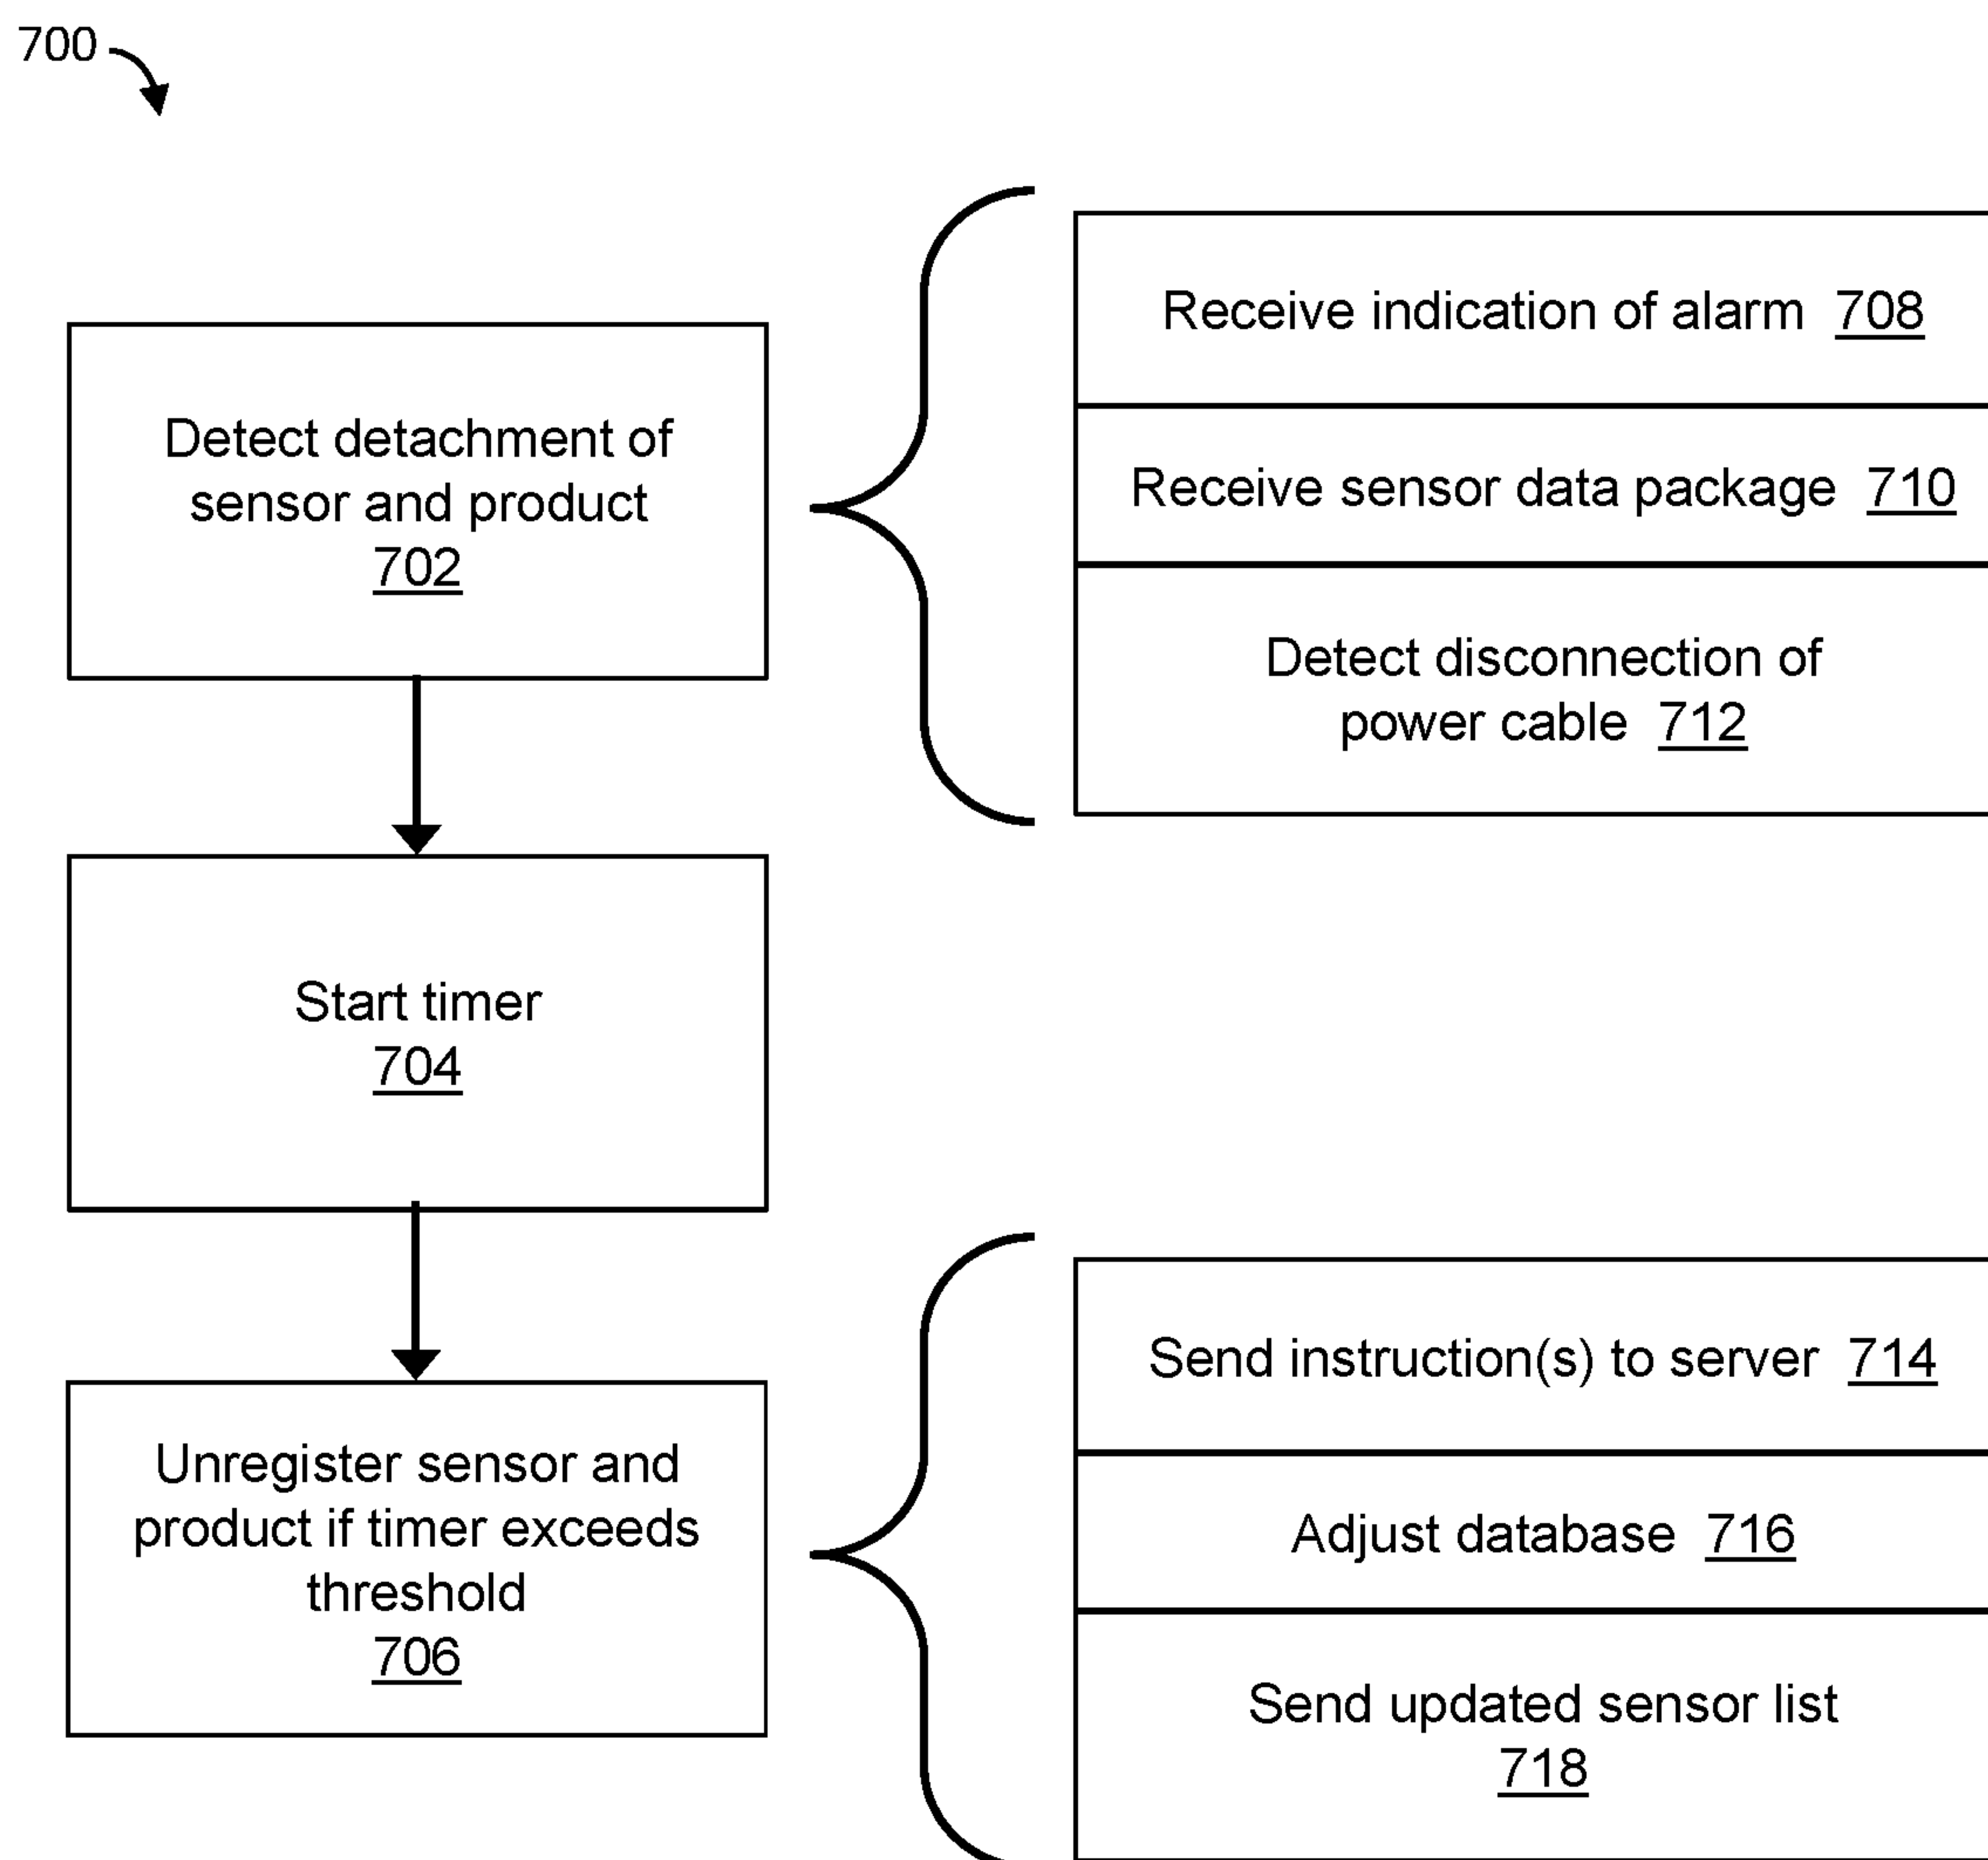 700
Detect detachment of
sensor and product
702
Receive indication of alarm 708
Receive sensor data package 710
Detect disconnection of
power cable 712
Start timer
704
Unregister sensor and
product if timer exceeds
threshold
706
Send instruction(s) to server 714
Adjust database 716
Send updated sensor list
718